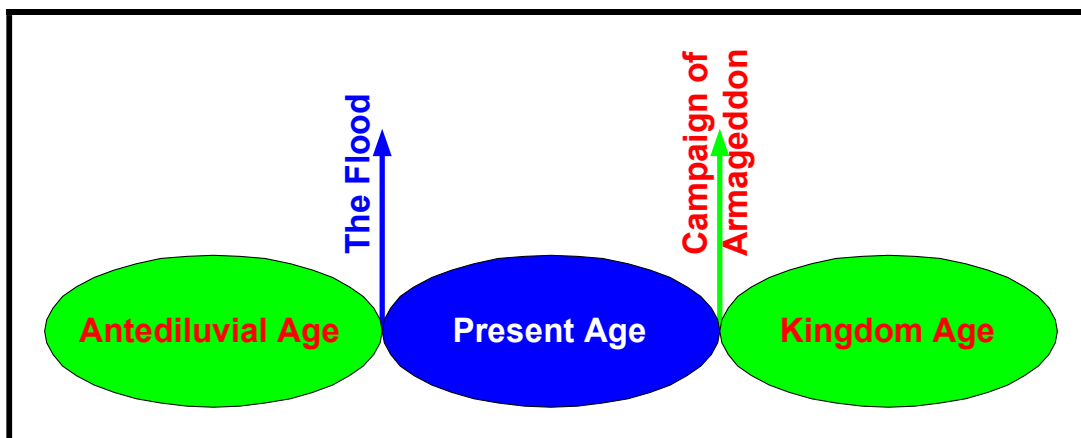 The Flood
Campaign of
Armageddon
Antediluvial Age
Present Age
Kingdom Age